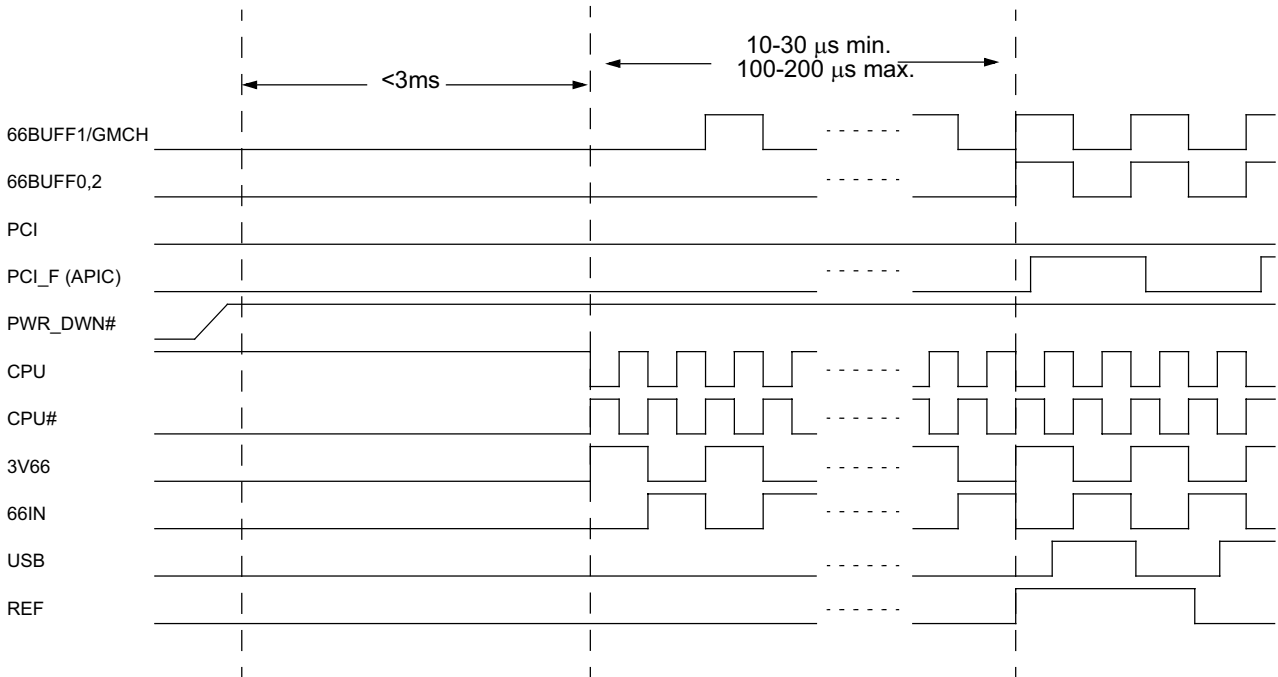 10-30 μs min.
100-200 μs max.
<3ms
66BUFF1/GMCH
66BUFF0,2
PCI
PCI_F (APIC)
PWR_DWN#
CPU
CPU#
3V66
66IN
USB
REF